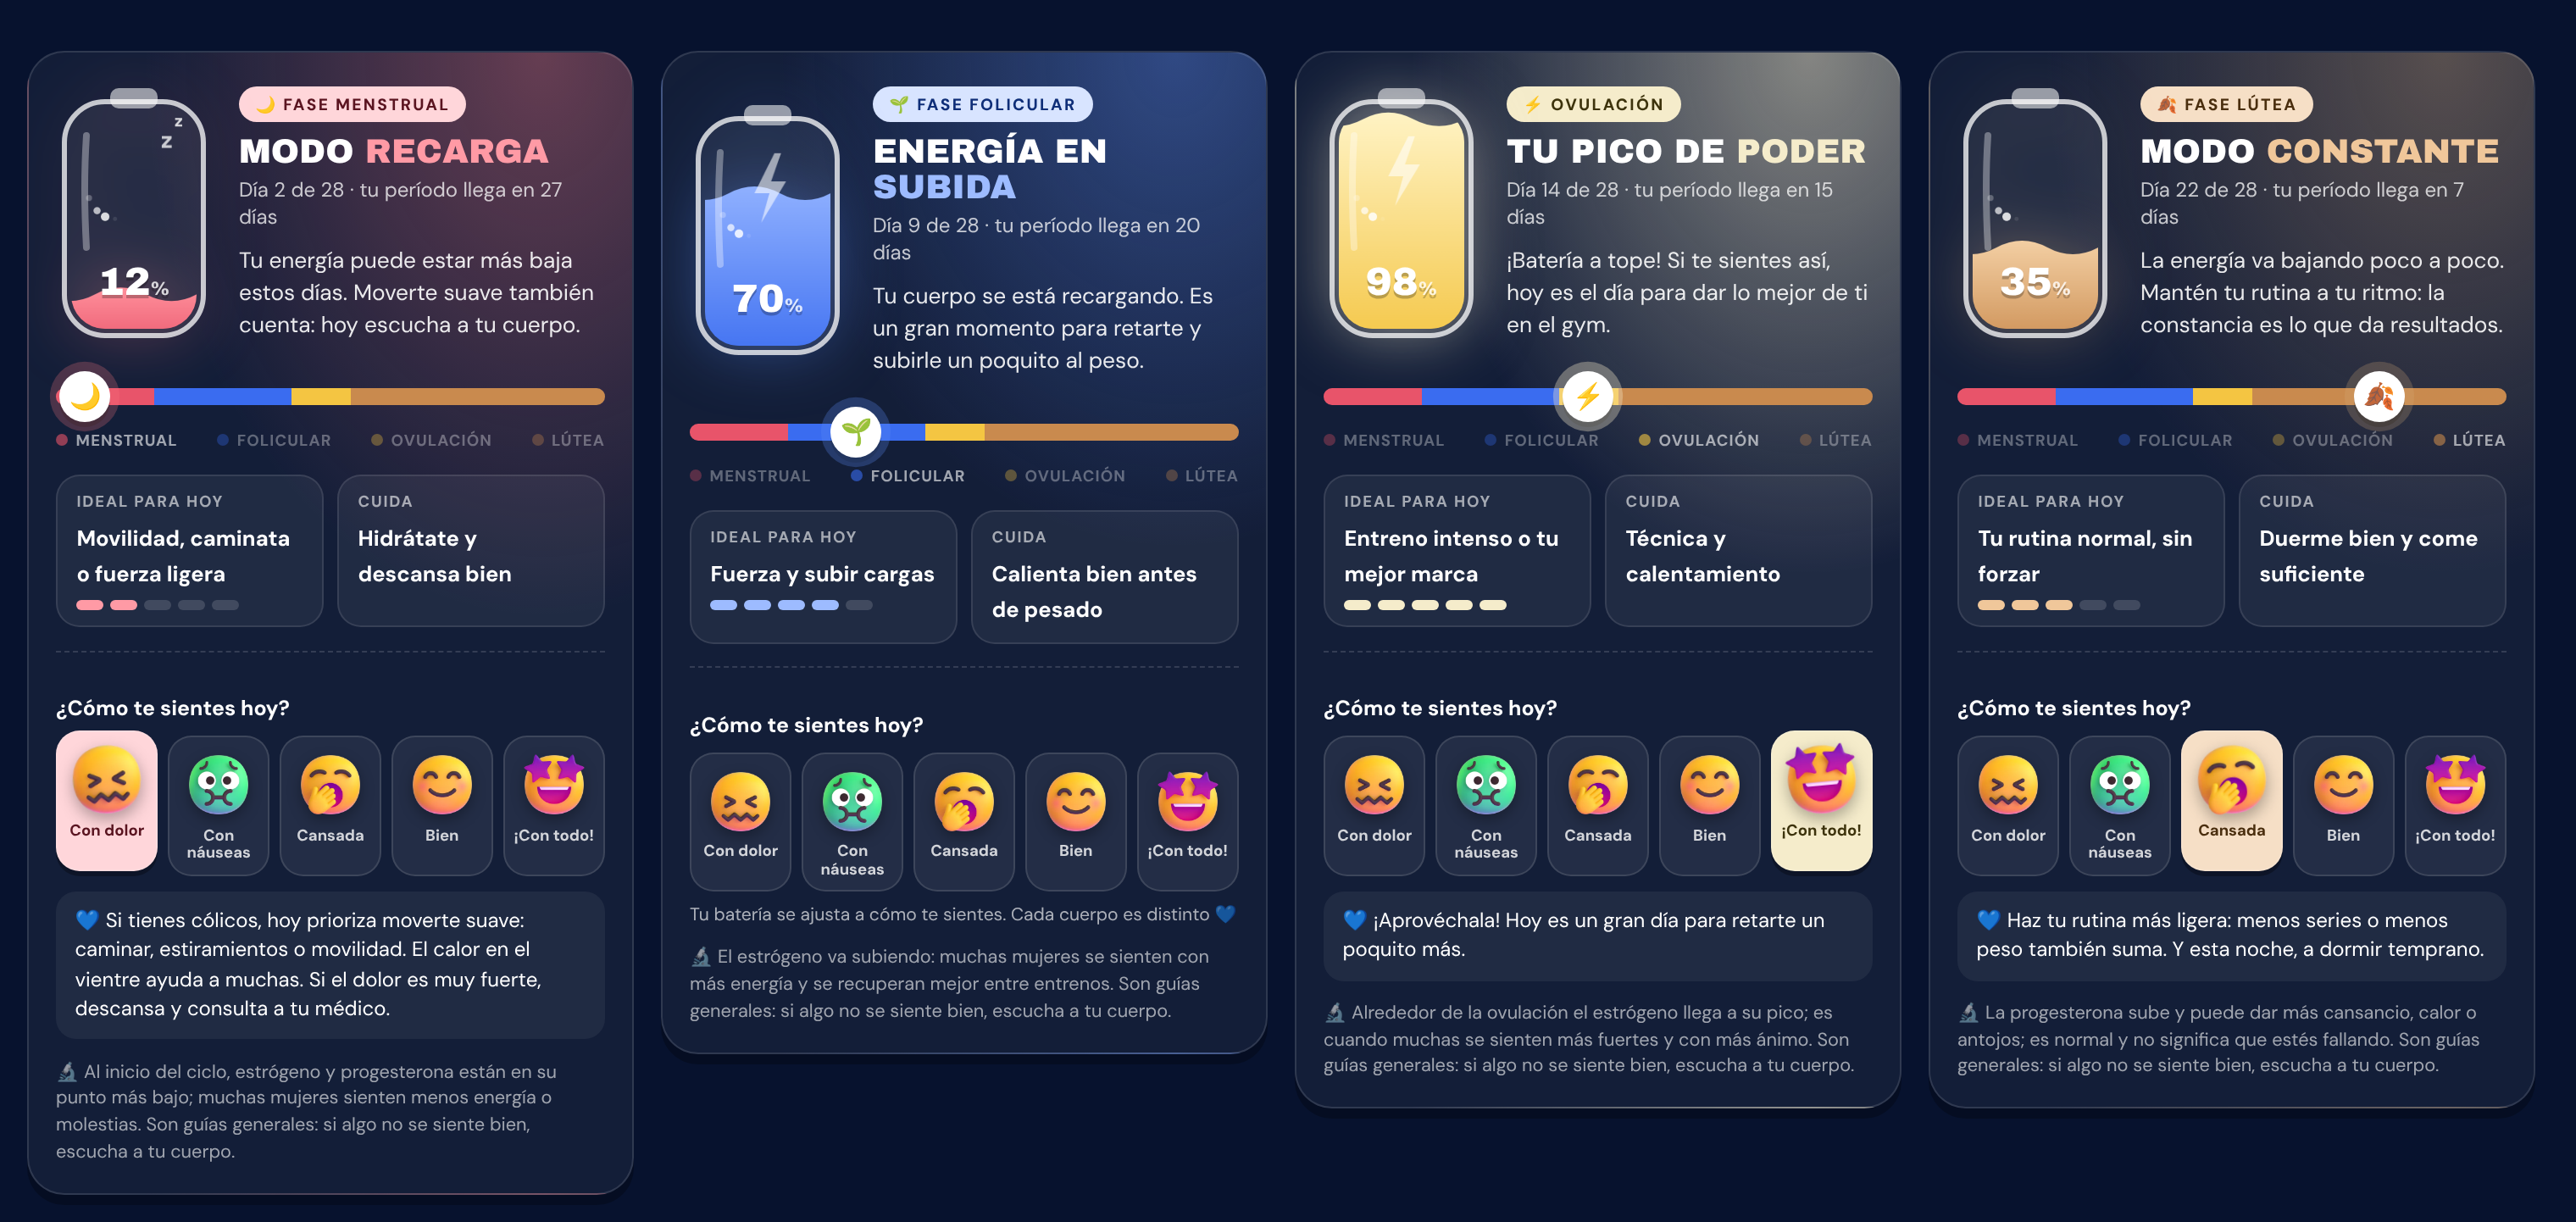 🌙 FASE MENSTRUAL
MODO RECARGA
Día 2 de 28 · tu período llega en 27
días
Tu energía puede estar más baja
estos días. Moverte suave también
cuenta: hoy escucha a tu cuerpo.
z
z
12%
MENSTRUAL
FOLICULAR
OVULACIÓN
LÚTEA
IDEAL PARA HOY
Movilidad, caminata
o fuerza ligera
CUIDA
Hidrátate y
descansa bien
¿Cómo te sientes hoy?
Con dolor
Con
náuseas
Cansada
Bien
¡Con todo!
💙 Si tienes cólicos, hoy prioriza moverte suave:
caminar, estiramientos o movilidad. El calor en el
vientre ayuda a muchas. Si el dolor es muy fuerte,
descansa y consulta a tu médico.
🔬 Al inicio del ciclo, estrógeno y progesterona están en su
punto más bajo; muchas mujeres sienten menos energía o
molestias. Son guías generales: si algo no se siente bien,
escucha a tu cuerpo.
🌱 FASE FOLICULAR
ENERGÍA EN
SUBIDA
Día 9 de 28 · tu período llega en 20
días
Tu cuerpo se está recargando. Es
un gran momento para retarte y
subirle un poquito al peso.
70%
MENSTRUAL
FOLICULAR
OVULACIÓN
LÚTEA
IDEAL PARA HOY
Fuerza y subir cargas
CUIDA
Calienta bien antes
de pesado
¿Cómo te sientes hoy?
Con dolor
Con
náuseas
Cansada
Bien
¡Con todo!
Tu batería se ajusta a cómo te sientes. Cada cuerpo es distinto 💙
🔬 El estrógeno va subiendo: muchas mujeres se sienten con
más energía y se recuperan mejor entre entrenos. Son guías
generales: si algo no se siente bien, escucha a tu cuerpo.
⚡ OVULACIÓN
TU PICO DE PODER
Día 14 de 28 · tu período llega en 15
días
¡Batería a tope! Si te sientes así,
hoy es el día para dar lo mejor de ti
en el gym.
98%
MENSTRUAL
FOLICULAR
OVULACIÓN
LÚTEA
IDEAL PARA HOY
Entreno intenso o tu
mejor marca
CUIDA
Técnica y
calentamiento
¿Cómo te sientes hoy?
Con dolor
Con
náuseas
Cansada
Bien
¡Con todo!
💙 ¡Aprovéchala! Hoy es un gran día para retarte un
poquito más.
🔬 Alrededor de la ovulación el estrógeno llega a su pico; es
cuando muchas se sienten más fuertes y con más ánimo. Son
guías generales: si algo no se siente bien, escucha a tu cuerpo.
🍂 FASE LÚTEA
MODO CONSTANTE
Día 22 de 28 · tu período llega en 7
días
La energía va bajando poco a poco.
Mantén tu rutina a tu ritmo: la
constancia es lo que da resultados.
35%
MENSTRUAL
FOLICULAR
OVULACIÓN
LÚTEA
IDEAL PARA HOY
Tu rutina normal, sin
forzar
CUIDA
Duerme bien y come
suficiente
¿Cómo te sientes hoy?
Con dolor
Con
náuseas
Cansada
Bien
¡Con todo!
💙 Haz tu rutina más ligera: menos series o menos
peso también suma. Y esta noche, a dormir temprano.
🔬 La progesterona sube y puede dar más cansancio, calor o
antojos; es normal y no significa que estés fallando. Son guías
generales: si algo no se siente bien, escucha a tu cuerpo.